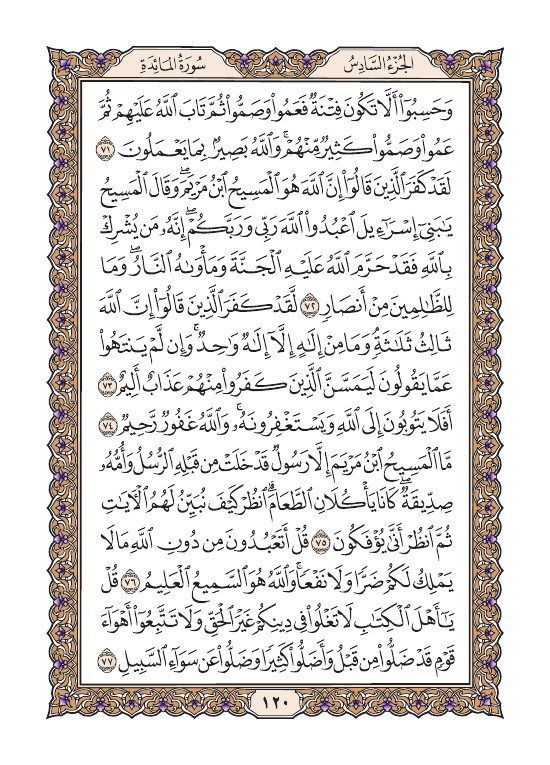 الجُزْءُ السَّادِسُ
سُورَةُ المَائِدَةِ
وَحَسِبُوٓاْ أَلَّا تَكُونَ فِتۡنَةٞ فَعَمُواْ وَصَمُّواْ ثُمَّ تَابَ ٱللَّهُ عَلَيۡهِمۡ ثُمَّ
عَمُواْ وَصَمُّواْ كَثِيرٞ مِّنۡهُمۡۚ وَٱللَّهُ بَصِيرُۢ بِمَا يَعۡمَلُونَ ٧١
لَقَدۡ كَفَرَ ٱلَّذِينَ قَالُوٓاْ إِنَّ ٱللَّهَ هُوَ ٱلۡمَسِيحُ ٱبۡنُ مَرۡيَمَۖ وَقَالَ ٱلۡمَسِيحُ
يَٰبَنِيٓ إِسۡرَٰٓءِيلَ ٱعۡبُدُواْ ٱللَّهَ رَبِّي وَرَبَّكُمۡۖ إِنَّهُۥ مَن يُشۡرِكۡ
بِٱللَّهِ فَقَدۡ حَرَّمَ ٱللَّهُ عَلَيۡهِ ٱلۡجَنَّةَ وَمَأۡوَىٰهُ ٱلنَّارُۖ وَمَا
لِلظَّٰلِمِينَ مِنۡ أَنصَارٖ ٧٢ لَّقَدۡ كَفَرَ ٱلَّذِينَ قَالُوٓاْ إِنَّ ٱللَّهَ
ثَالِثُ ثَلَٰثَةٖۘ وَمَا مِنۡ إِلَٰهٍ إِلَّآ إِلَٰهٞ وَٰحِدٞۚ وَإِن لَّمۡ يَنتَهُواْ
عَمَّا يَقُولُونَ لَيَمَسَّنَّ ٱلَّذِينَ كَفَرُواْ مِنۡهُمۡ عَذَابٌ أَلِيمٌ ٧٣
أَفَلَا يَتُوبُونَ إِلَى ٱللَّهِ وَيَسۡتَغۡفِرُونَهُۥۚ وَٱللَّهُ غَفُورٞ رَّحِيمٞ ٧٤
مَّا ٱلۡمَسِيحُ ٱبۡنُ مَرۡيَمَ إِلَّا رَسُولٞ قَدۡ خَلَتۡ مِن قَبۡلِهِ ٱلرُّسُلُ وَأُمُّهُۥ
صِدِّيقَةٞۖ كَانَا يَأۡكُلَانِ ٱلطَّعَامَۗ ٱنظُرۡ كَيۡفَ نُبَيِّنُ لَهُمُ ٱلۡأٓيَٰتِ
ثُمَّ ٱنظُرۡ أَنَّىٰ يُؤۡفَكُونَ ٧٥ قُلۡ أَتَعۡبُدُونَ مِن دُونِ ٱللَّهِ مَا لَا
يَمۡلِكُ لَكُمۡ ضَرّٗا وَلَا نَفۡعٗاۚ وَٱللَّهُ هُوَ ٱلسَّمِيعُ ٱلۡعَلِيمُ ٧٦ قُلۡ
يَٰٓأَهۡلَ ٱلۡكِتَٰبِ لَا تَغۡلُواْ فِي دِينِكُمۡ غَيۡرَ ٱلۡحَقِّ وَلَا تَتَّبِعُوٓاْ أَهۡوَآءَ
قَوۡمٖ قَدۡ ضَلُّواْ مِن قَبۡلُ وَأَضَلُّواْ كَثِيرٗا وَضَلُّواْ عَن سَوَآءِ ٱلسَّبِيلِ ٧٧
١٢٠